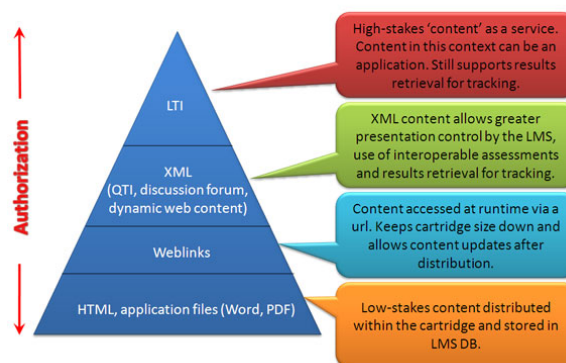 Authorization
LTI
XML
(QTI, discussion forum,
dynamic web content)
Weblinks
HTML, application files (Word, PDF)
High-stakes ‘content’ as a service.
Content in this context can be an
application. Still supports results
retrieval for tracking.
XML content allows greater
presentation control by the LMS,
use of interoperable assessments
and results retrieval for tracking.
Content accessed at runtime via a
url. Keeps cartridge size down and
allows content updates after
distribution.
Low-stakes content distributed
within the cartridge and stored in
LMS DB.